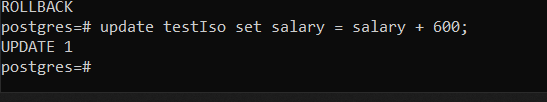 ROLLBACK
postgres=# update testIso set salary = salary + 600;
UPDATE 1
postgres=#